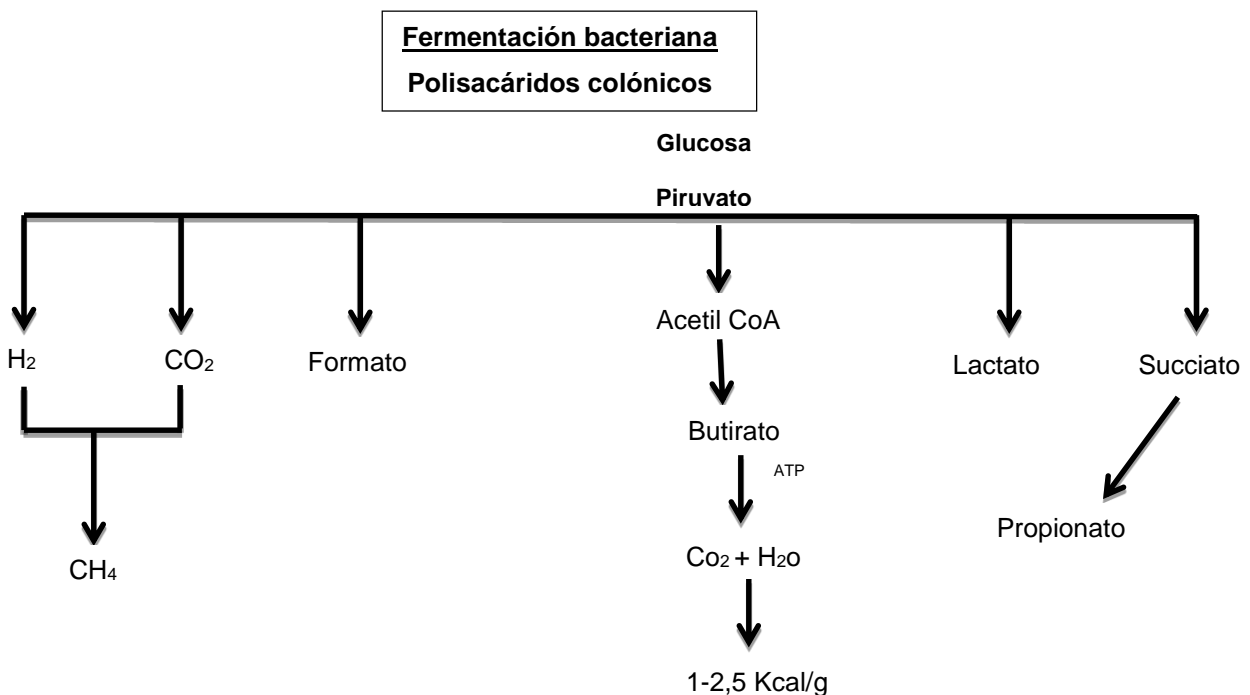 Fermentación bacteriana
Polisacáridos colónicos
Glucosa
Piruvato
H2
CO2
Formato
Acetil CoA
Lactato
Succiato
Butirato
ATP
Propionato
Co2 + H2o
CH4
1-2,5 Kcal/g